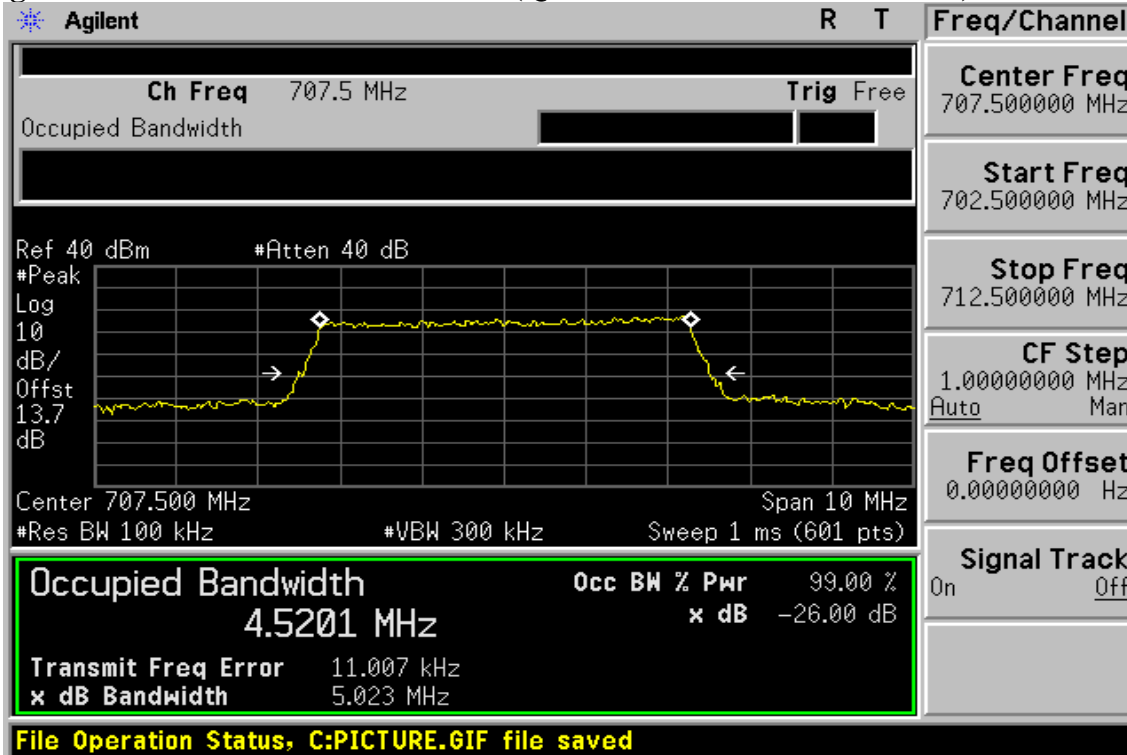 Agilent R T
Freq/Channel
Ch Freq 707.5 MHz Trig Free
Occupied Bandwidth
Center Freq
707.500000 MHz
Start Freq
702.500000 MHz
Stop Freq
712.500000 MHz
CF Step
1.00000000 MHz
Auto Man
Freq Offset
0.00000000 Hz
Signal Track
On Off
Ref 40 dBm #Atten 40 dB
#Peak
Log
10
dB/
Offst
13.7
dB
Center 707.500 MHz Span 10 MHz
#Res BW 100 kHz #VBW 300 kHz Sweep 1 ms (601 pts)
Occupied Bandwidth Occ BW % Pwr 99.00 %
4.5201 MHz x dB -26.00 dB
Transmit Freq Error 11.007 kHz
x dB Bandwidth 5.023 MHz
File Operation Status, C:PICTURE.GIF file saved